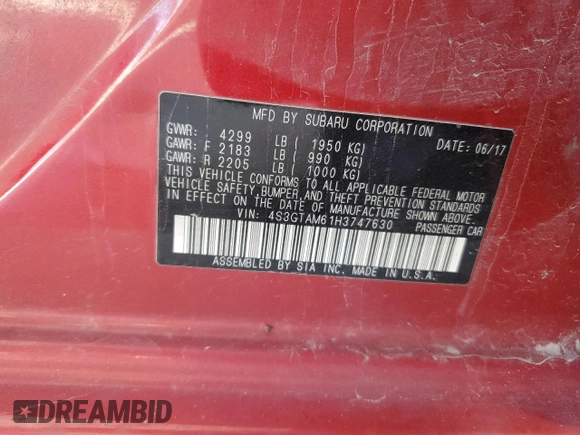 MFD BY SUBARU CORPORATION
GVWR: 4299 LB ( 1950 KG) DATE: 06/17
GAWR: F 2183 LB ( 990 KG)
GAWR: R 2205 LB ( 1000 KG)
THIS VEHICLE CONFORMS TO ALL APPLICABLE FEDERAL MOTOR
VEHICLE SAFETY, BUMPER, AND THEFT PREVENTION STANDARDS
IN EFFECT ON THE DATE OF MANUFACTURE SHOWN ABOVE.
VIN: 4S3GTAM61H3747630 PASSENGER CAR
ASSEMBLED BY SIA INC. MADE IN U.S.A.
DREAMBID